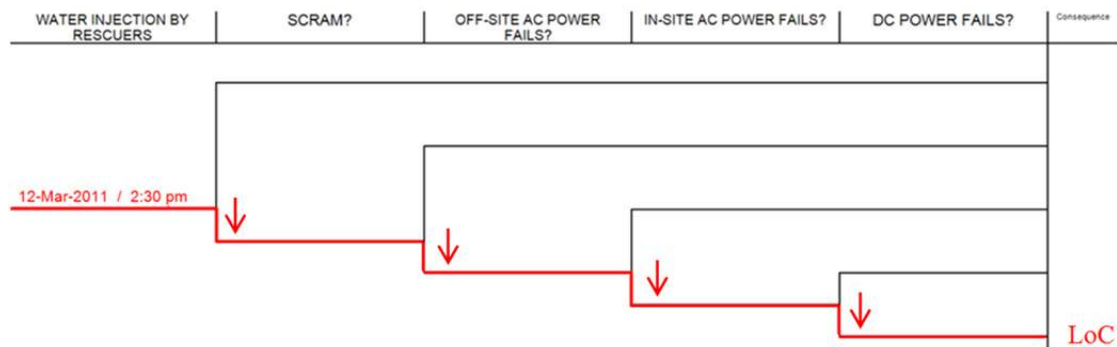 WATER INJECTION BY
RESCUERS
SCRAM?
OFF-SITE AC POWER
FAILS?
IN-SITE AC POWER FAILS?
DC POWER FAILS?
Consequence
12-Mar-2011 / 2:30 pm
LoC